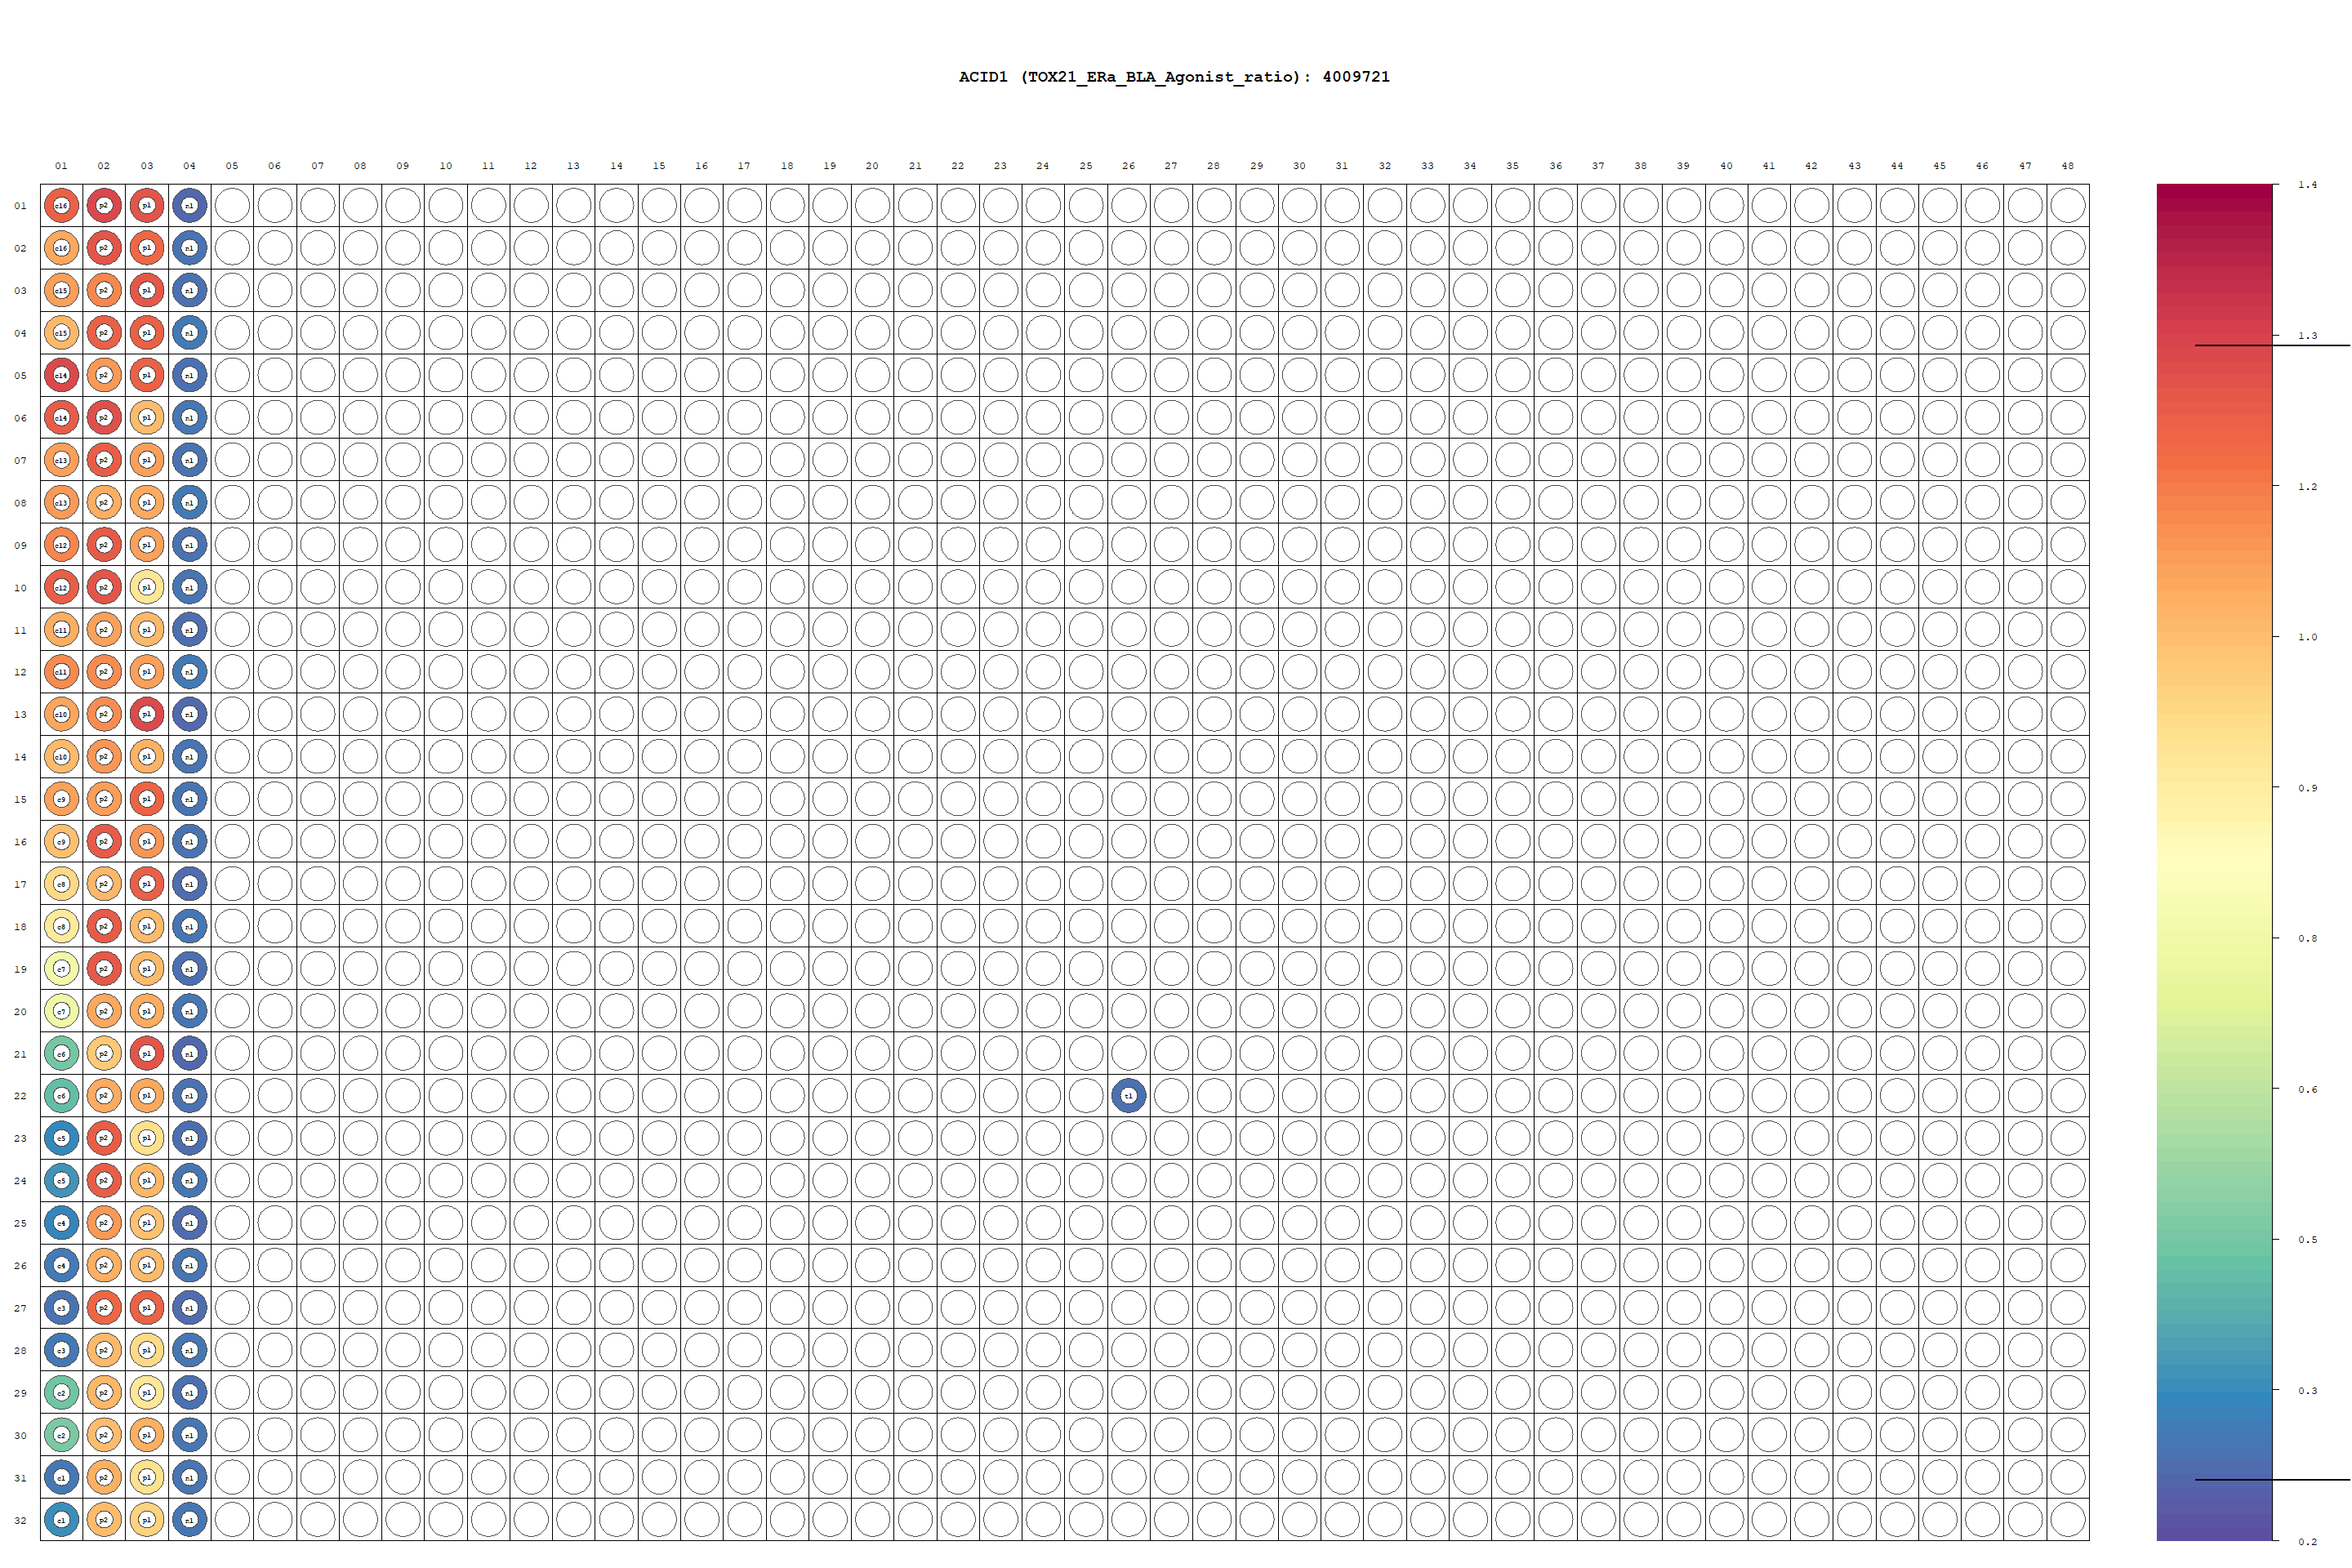 ACID1 (TOX21_ERa_BLA_Agonist_ratio): 4009721
01 02 03 04 05 06 07 08 09 10 11 12 13 14 15 16 17 18 19 20 21 22 23 24 25 26 27 28 29 30 31 32 33 34 35 36 37 38 39 40 41 42 43 44 45 46 47 48
1.4
01 c16 p2 p1 n1
02 c16 p2 p1 n1
03 c15 p2 p1 n1
04 c15 p2 p1 n1
1.3
05 c14 p2 p1 n1
06 c14 p2 p1 n1
07 c13 p2 p1 n1
1.2
08 c13 p2 p1 n1
09 c12 p2 p1 n1
10 c12 p2 p1 n1
11 c11 p2 p1 n1
1.0
12 c11 p2 p1 n1
13 c10 p2 p1 n1
14 c10 p2 p1 n1
0.9
15 c9 p2 p1 n1
16 c9 p2 p1 n1
17 c8 p2 p1 n1
18 c8 p2 p1 n1
0.8
19 c7 p2 p1 n1
20 c7 p2 p1 n1
21 c6 p2 p1 n1
0.6
22 c6 p2 p1 n1 t1
23 c5 p2 p1 n1
24 c5 p2 p1 n1
25 c4 p2 p1 n1
0.5
26 c4 p2 p1 n1
27 c3 p2 p1 n1
28 c3 p2 p1 n1
0.3
29 c2 p2 p1 n1
30 c2 p2 p1 n1
31 c1 p2 p1 n1
32 c1 p2 p1 n1
0.2